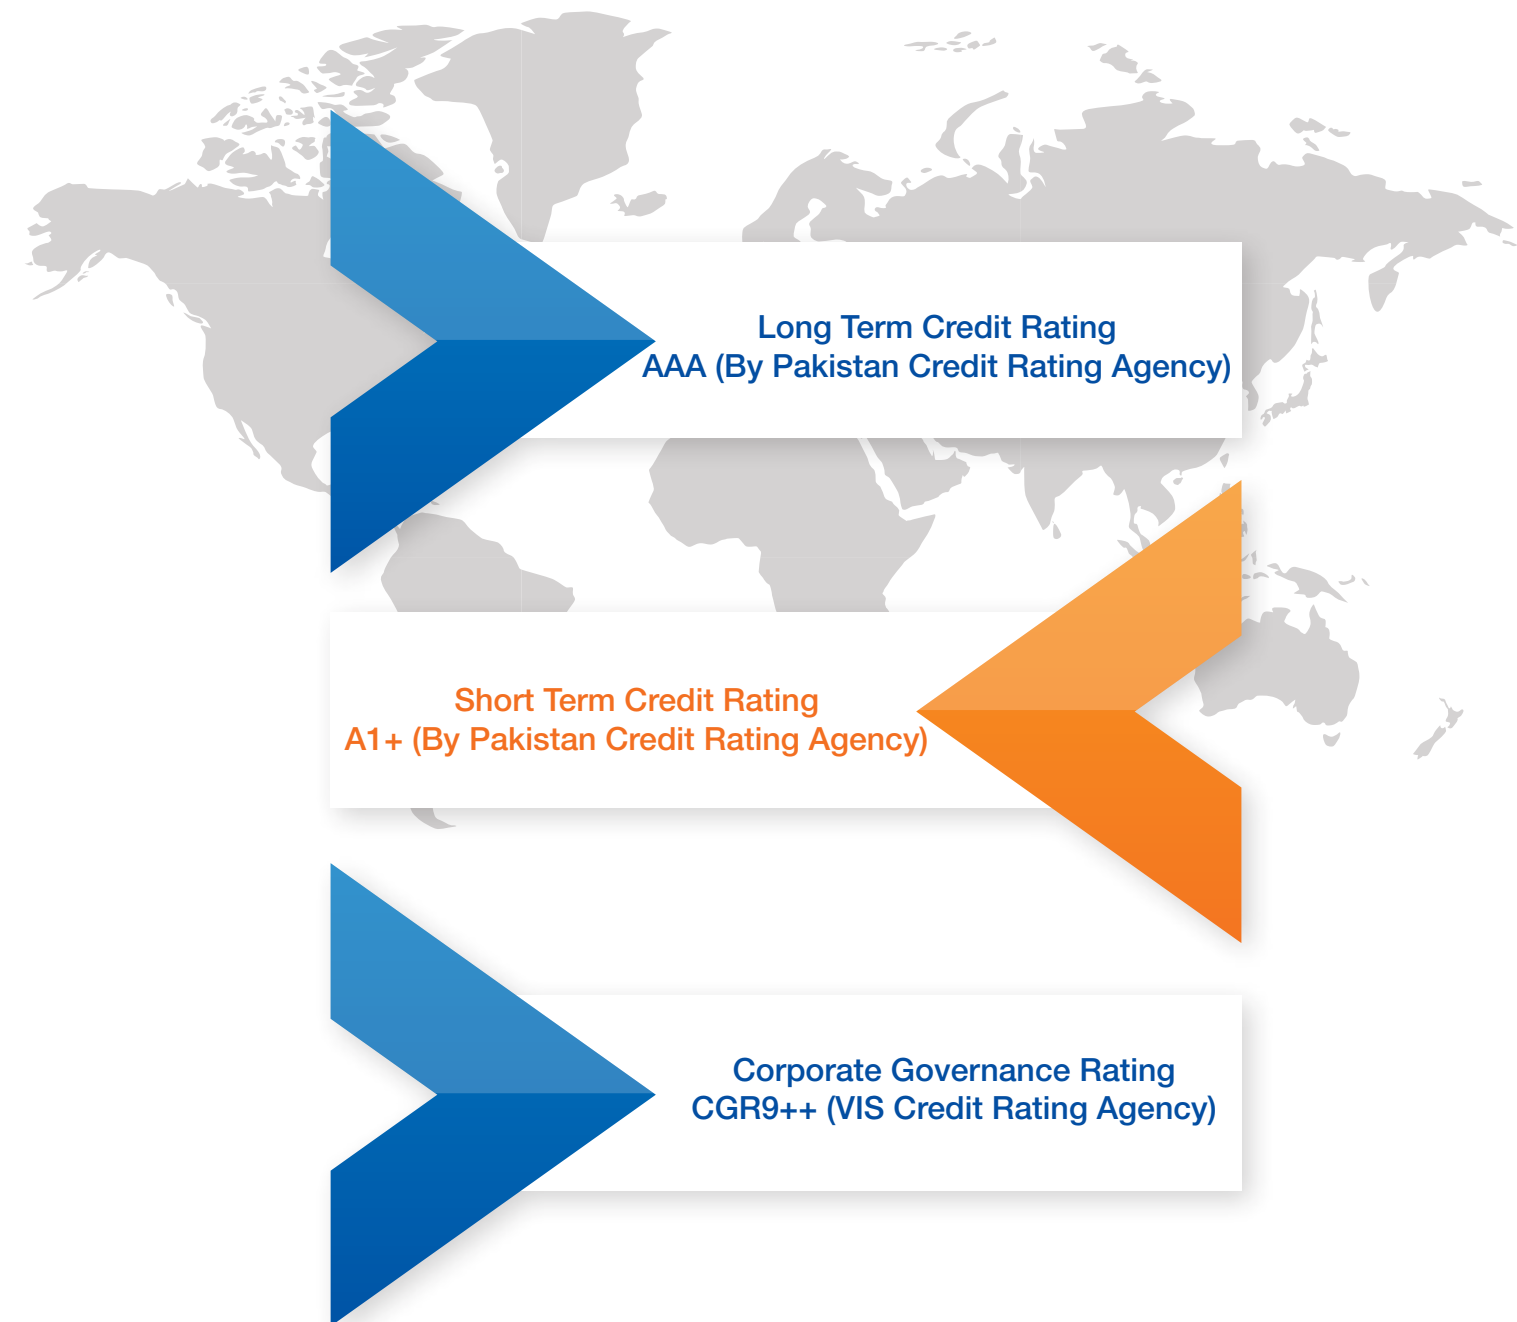 Long Term Credit Rating
AAA (By Pakistan Credit Rating Agency)
Short Term Credit Rating
A1+ (By Pakistan Credit Rating Agency)
Corporate Governance Rating
CGR9++ (VIS Credit Rating Agency)